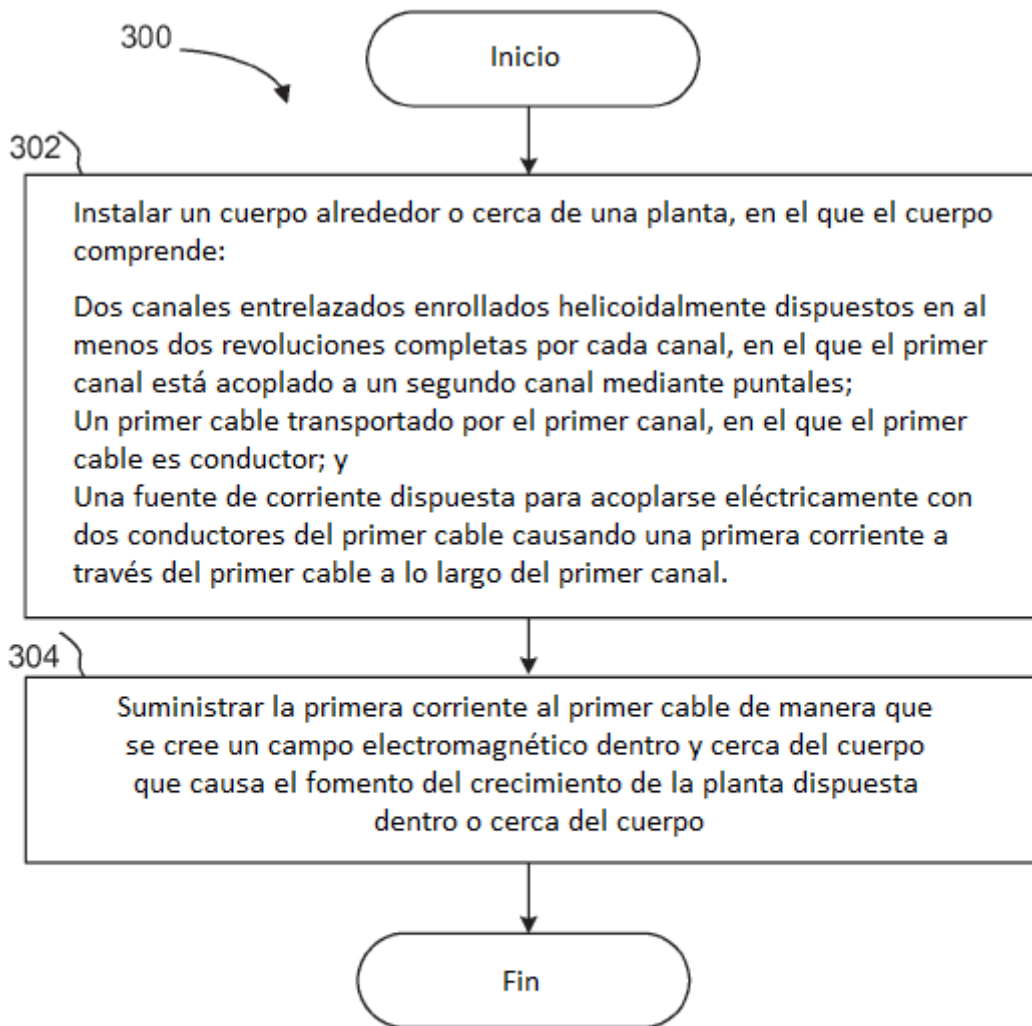 300
Inicio
302
Instalar un cuerpo alrededor o cerca de una planta, en el que el cuerpo
comprende:
Dos canales entrelazados enrollados helicoidalmente dispuestos en al
menos dos revoluciones completas por cada canal, en el que el primer
canal está acoplado a un segundo canal mediante puntales;
Un primer cable transportado por el primer canal, en el que el primer
cable es conductor; y
Una fuente de corriente dispuesta para acoplarse eléctricamente con
dos conductores del primer cable causando una primera corriente a
través del primer cable a lo largo del primer canal.
304
Suministrar la primera corriente al primer cable de manera que
se cree un campo electromagnético dentro y cerca del cuerpo
que causa el fomento del crecimiento de la planta dispuesta
dentro o cerca del cuerpo
Fin